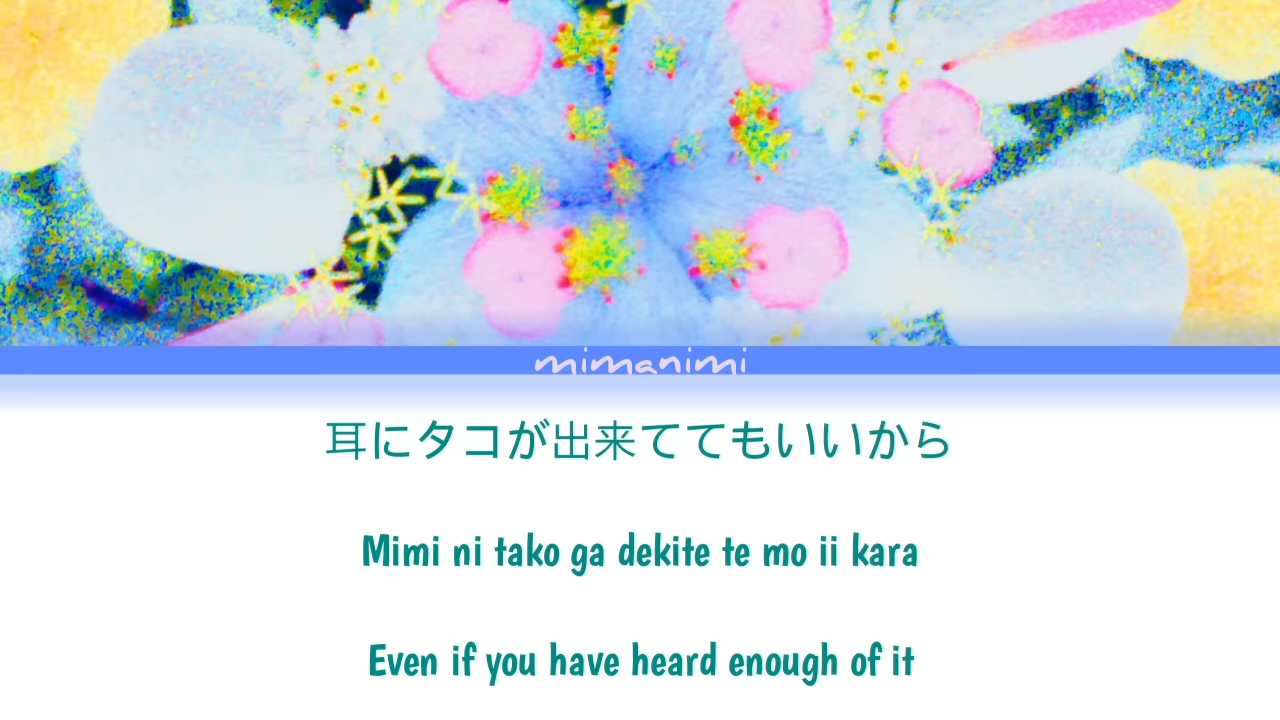 mimanimi
耳にタコが出来ててもいいから
Mimi ni tako ga dekite te mo ii kara
Even if you have heard enough of it